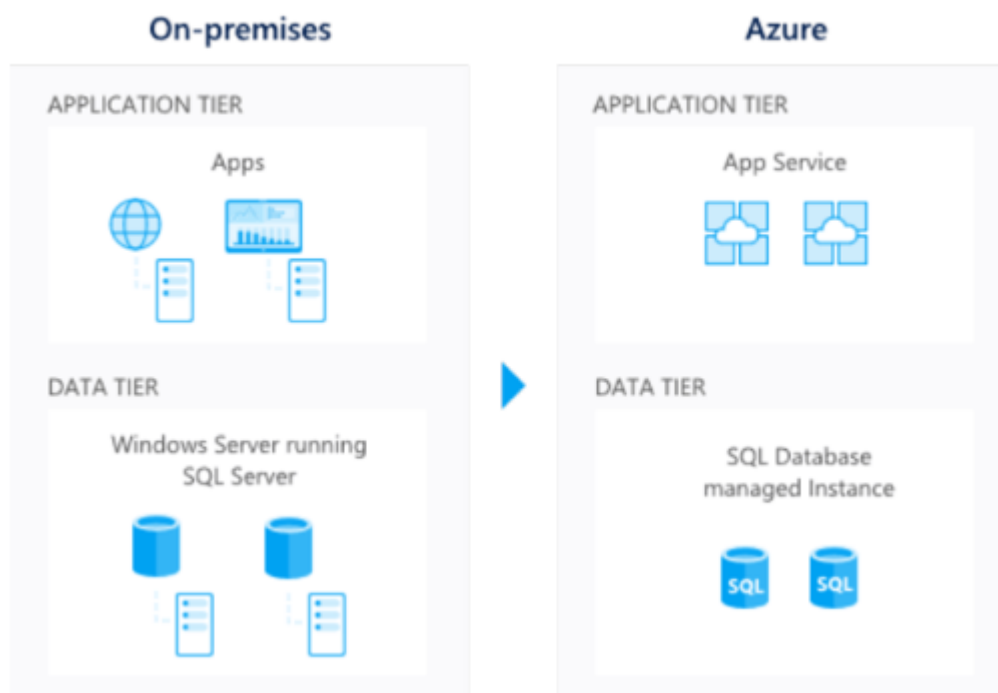 On-premises
APPLICATION TIER
Apps
DATA TIER
Windows Server running
SQL Server
Azure
APPLICATION TIER
App Service
DATA TIER
SQL Database
managed Instance
SQL
SQL